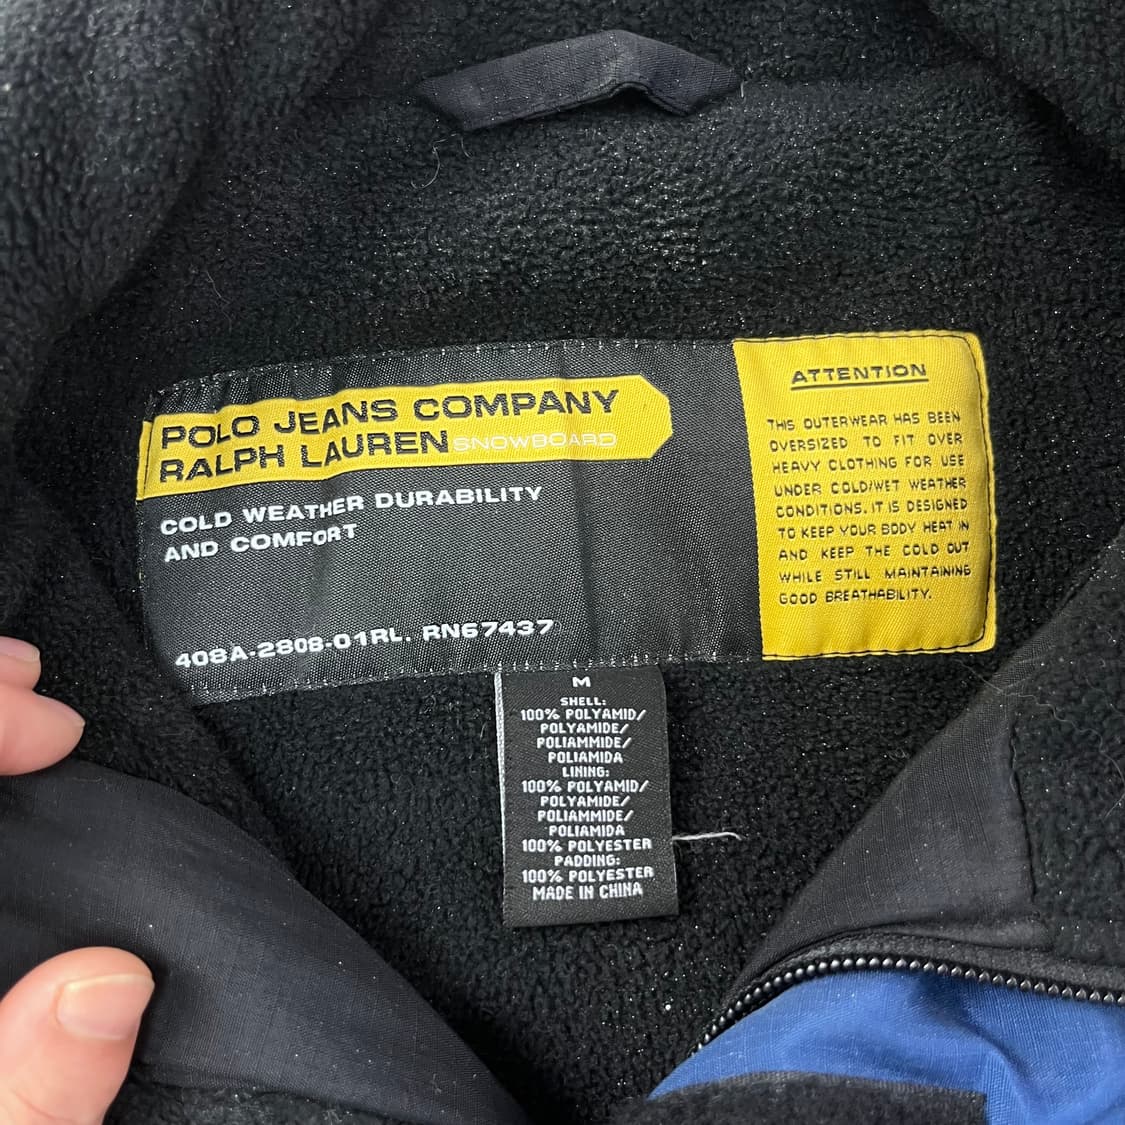 POLO JEANS COMPANY
RALPH LAUREN SNOWBOARD
COLD WEATHER DURABILITY
AND COMFORT
408A-2808-01RL. RN67437
ATTENTION
THIS OUTERWEAR HAS BEEN
OVERSIZED TO FIT OVER
HEAVY CLOTHING FOR USE
UNDER COLD/WET WEATHER
CONDITIONS. IT IS DESIGNED
TO KEEP YOUR BODY HEAT IN
AND KEEP THE COLD OUT
WHILE STILL MAINTAINING
GOOD BREATHABILITY.
M
SHELL:
100% POLYAMID/
POLYAMIDE/
POLIAMMIDE/
POLIAMIDA
LINING:
100% POLYAMID/
POLYAMIDE/
POLIAMMIDE/
POLIAMIDA
100% POLYESTER
PADDING:
100% POLYESTER
MADE IN CHINA